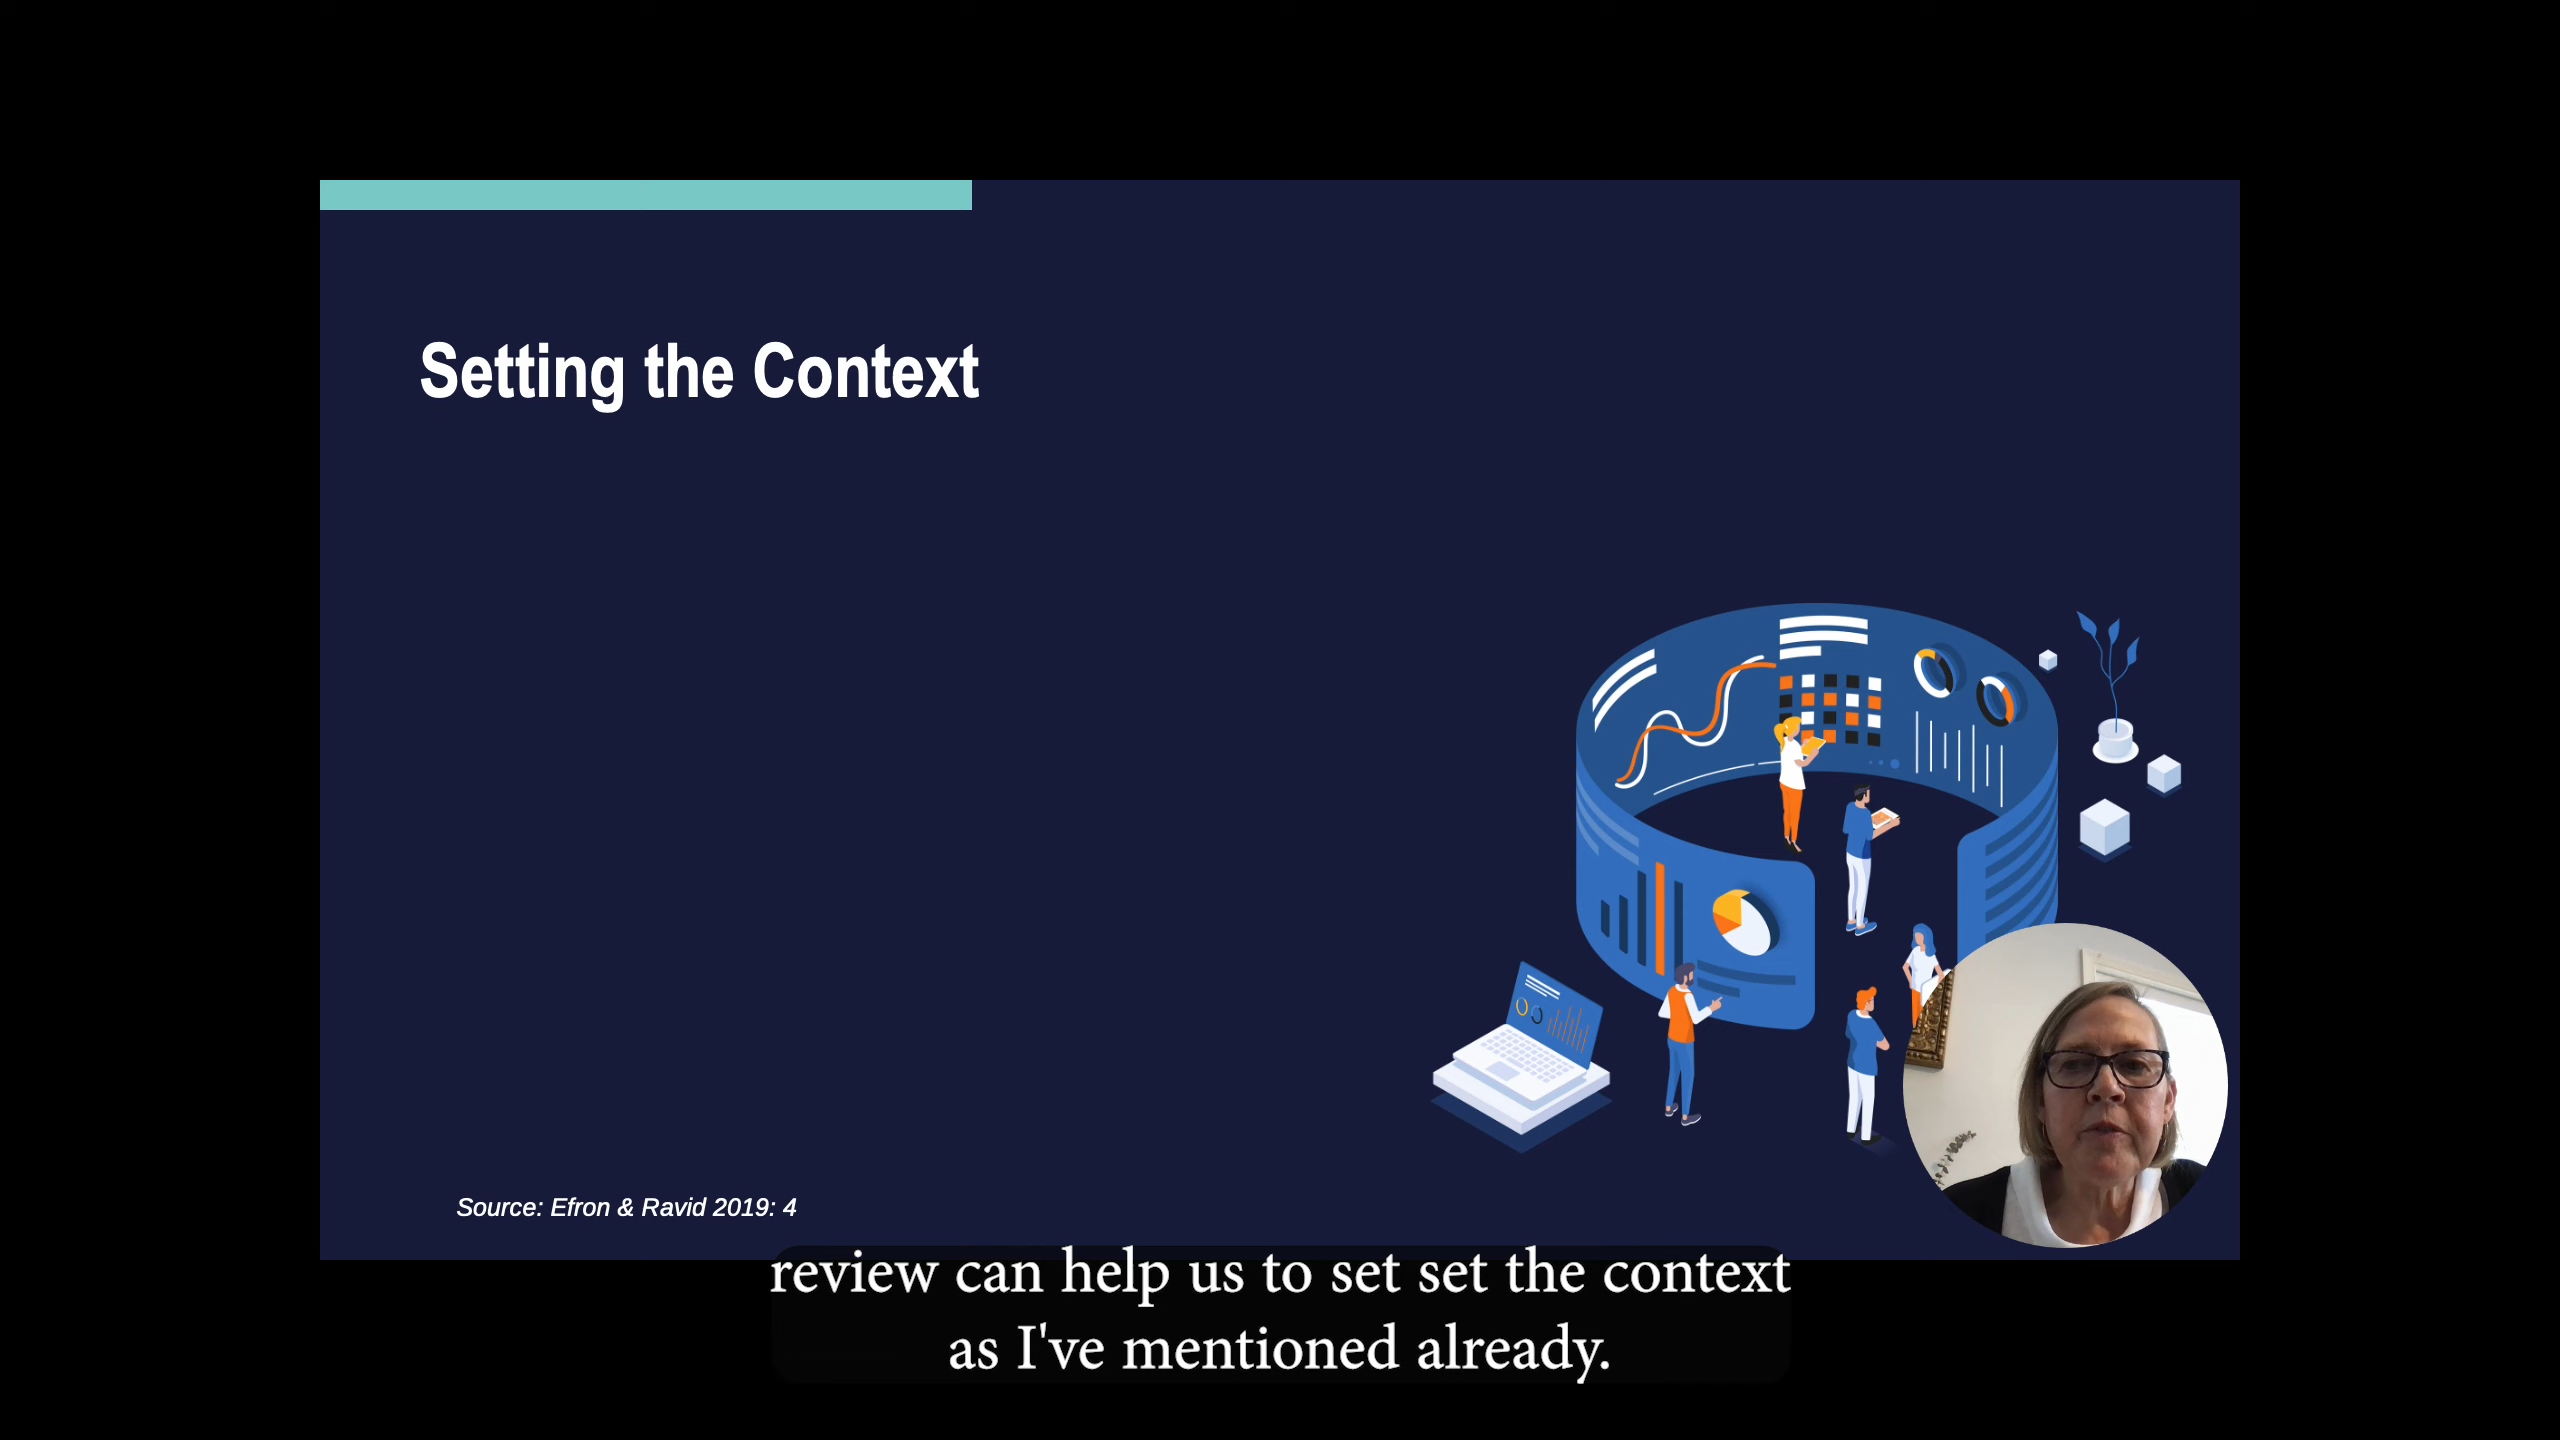 Setting the Context
Source: Efron & Ravid 2019: 4
review can help us to set set the context
as I've mentioned already.